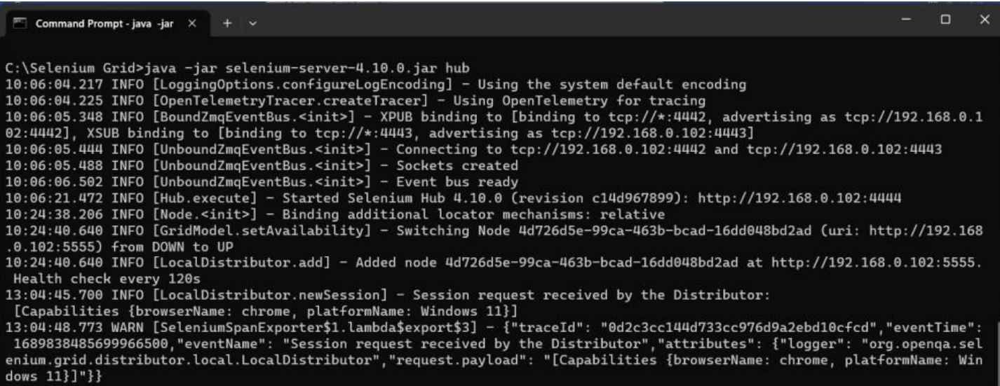 Command Prompt - java -jar
C:\Selenium Grid>java -jar selenium-server-4.10.0.jar hub
10:06:04.217 INFO [LoggingOptions.configureLogEncoding] - Using the system default encoding
10:06:04.225 INFO [OpenTelemetryTracer.createTracer] - Using OpenTelemetry for tracing
10:06:05.348 INFO [BoundZmqEventBus.<init>] - XPUB binding to [binding to tcp://*:4442, advertising as tcp://192.168.0.1
02:4442], XSUB binding to [binding to tcp://*:4443, advertising as tcp://192.168.0.102:4443]
10:06:05.444 INFO [UnboundZmqEventBus.<init>] - Connecting to tcp://192.168.0.102:4442 and tcp://192.168.0.102:4443
10:06:05.488 INFO [UnboundZmqEventBus.<init>] - Sockets created
10:06:06.502 INFO [UnboundZmqEventBus.<init>] - Event bus ready
10:06:21.472 INFO [Hub.execute] - Started Selenium Hub 4.10.0 (revision c14d967899): http://192.168.0.102:4444
10:24:38.206 INFO [Node.<init>] - Binding additional locator mechanisms: relative
10:24:40.640 INFO [GridModel.setAvailability] - Switching Node 4d726d5e-99ca-463b-bcad-16dd048bd2ad (uri: http://192.168
.0.102:5555) from DOWN to UP
10:24:40.640 INFO [LocalDistributor.add] - Added node 4d726d5e-99ca-463b-bcad-16dd048bd2ad at http://192.168.0.102:5555.
Health check every 120s
13:04:45.700 INFO [LocalDistributor.newSession] - Session request received by the Distributor:
[Capabilities {browserName: chrome, platformName: Windows 11}]
13:04:48.773 WARN [SeleniumSpanExporter$1.lambda$export$3] - {"traceId": "0d2c3cc144d733cc976d9a2ebd10cfcd","eventTime":
1689838485699966500,"eventName": "Session request received by the Distributor","attributes": {"logger": "org.openqa.sel
enium.grid.distributor.local.LocalDistributor","request.payload": "[Capabilities {browserName: chrome, platformName: Win
dows 11}]"}}